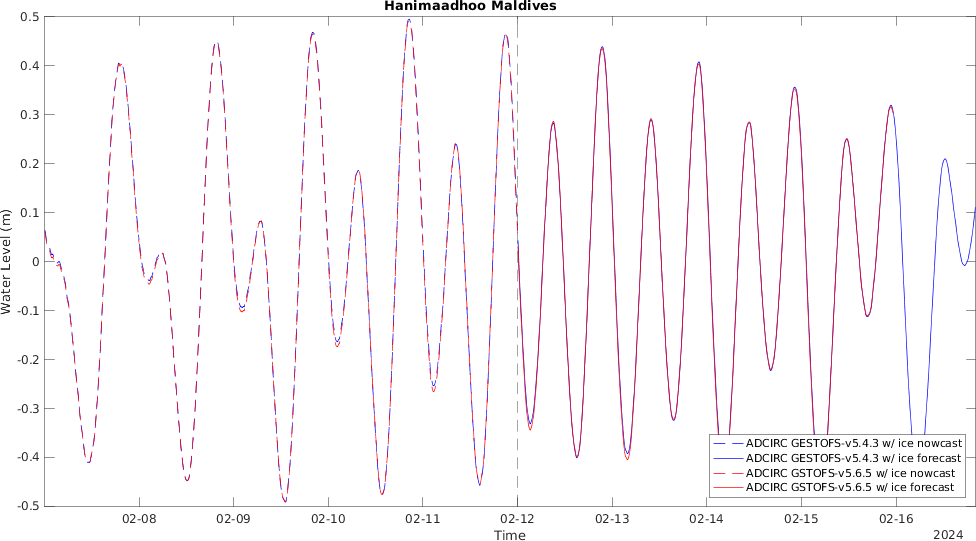 Hanimaadhoo Maldives
0.5
0.4
0.3
0.2
0.1
0
-0.1
-0.2
-0.3
-0.4
-0.5
Water Level (m)
ADCIRC GESTOFS-v5.4.3 w/ ice nowcast
ADCIRC GESTOFS-v5.4.3 w/ ice forecast
ADCIRC GSTOFS-v5.6.5 w/ ice nowcast
ADCIRC GSTOFS-v5.6.5 w/ ice forecast
02-08 02-09 02-10 02-11 02-12 02-13 02-14 02-15 02-16
Time
2024